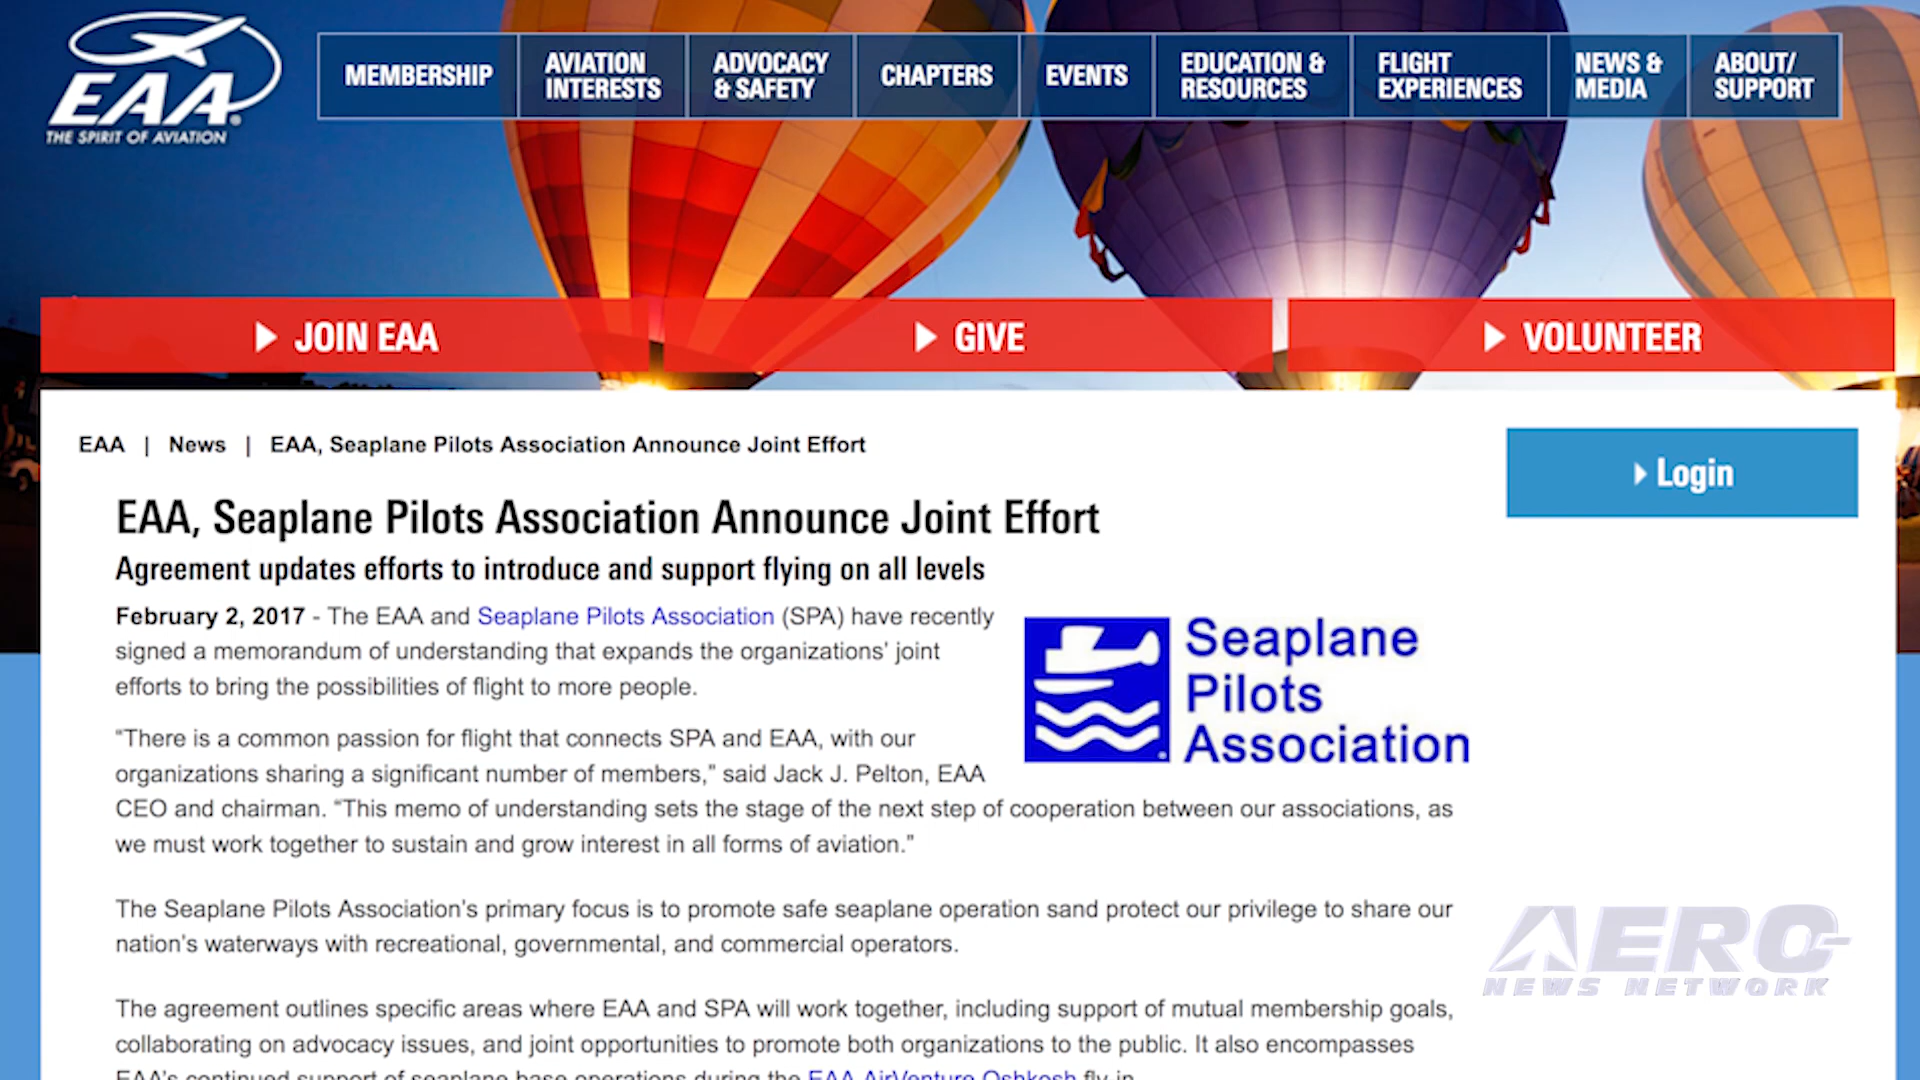 EAA
THE SPIRIT OF AVIATION
MEMBERSHIP
AVIATION
INTERESTS
ADVOCACY
& SAFETY
CHAPTERS
EVENTS
EDUCATION &
RESOURCES
FLIGHT
EXPERIENCES
NEWS &
MEDIA
ABOUT/
SUPPORT
JOIN EAA
GIVE
VOLUNTEER
EAA | News | EAA, Seaplane Pilots Association Announce Joint Effort
Login
EAA, Seaplane Pilots Association Announce Joint Effort
Agreement updates efforts to introduce and support flying on all levels
February 2, 2017 - The EAA and Seaplane Pilots Association (SPA) have recently
signed a memorandum of understanding that expands the organizations’ joint
efforts to bring the possibilities of flight to more people.
Seaplane
Pilots
Association
“There is a common passion for flight that connects SPA and EAA, with our
organizations sharing a significant number of members,” said Jack J. Pelton, EAA
CEO and chairman. “This memo of understanding sets the stage of the next step of cooperation between our associations, as
we must work together to sustain and grow interest in all forms of aviation.”
The Seaplane Pilots Association’s primary focus is to promote safe seaplane operation sand protect our privilege to share our
nation’s waterways with recreational, governmental, and commercial operators.
AERO
NEWS NETWORK
The agreement outlines specific areas where EAA and SPA will work together, including support of mutual membership goals,
collaborating on advocacy issues, and joint opportunities to promote both organizations to the public. It also encompasses
EAA’s continued support of seaplane base operations during the EAA AirVenture Oshkosh fly-in